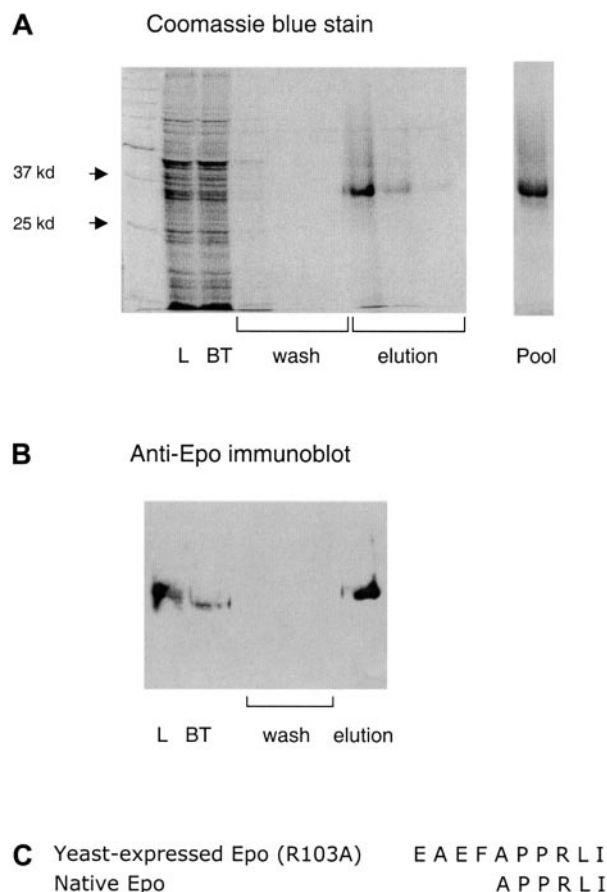 A Coomassie blue stain
37 kd
25 kd
L BT wash elution Pool
B Anti-Epo immunoblot
L BT wash elution
C Yeast-expressed Epo (R103A) E A E F A P P R L I
Native Epo A P P R L I